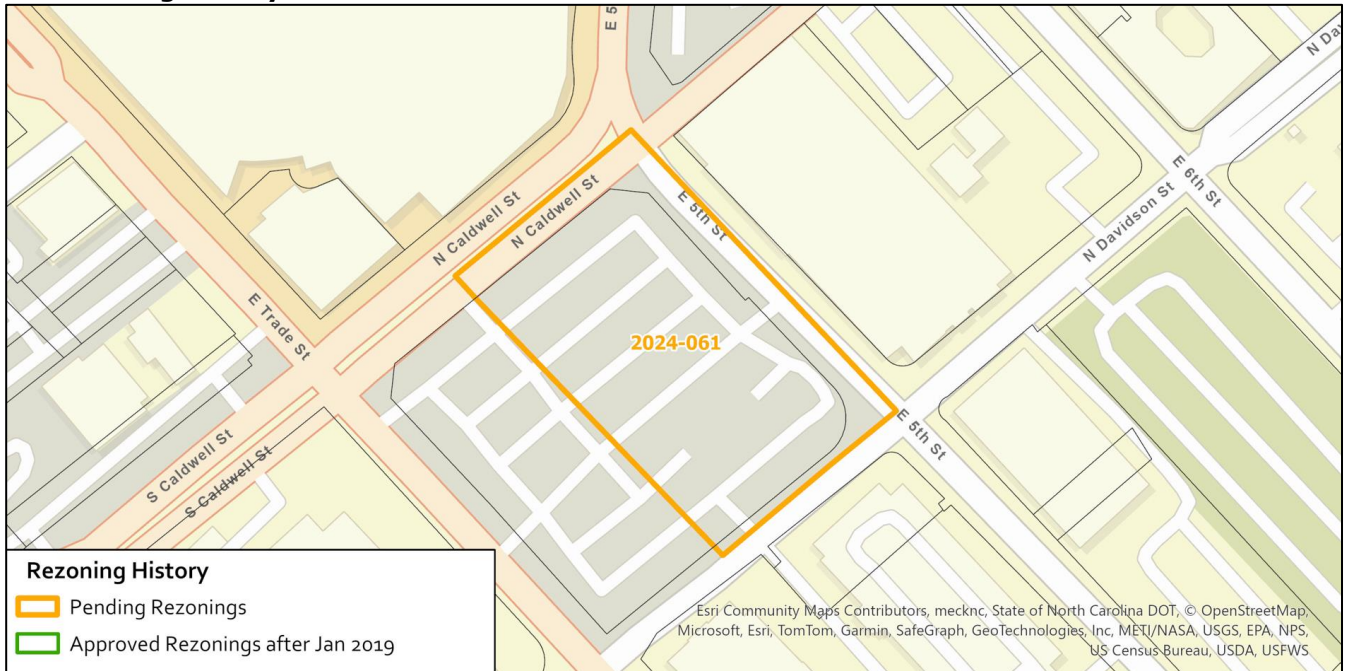 E 5
N Da
N Caldwell St
N Caldwell St
E 5th St
E 6th St
N Davidson St
E Trade St
2024-061
E 5th St
S Caldwell St
S Caldwell St
Rezoning History
Pending Rezonings
Approved Rezonings after Jan 2019
Esri Community Maps Contributors, mecknc, State of North Carolina DOT, © OpenStreetMap,
Microsoft, Esri, TomTom, Garmin, SafeGraph, GeoTechnologies, Inc, METI/NASA, USGS, EPA, NPS,
US Census Bureau, USDA, USFWS